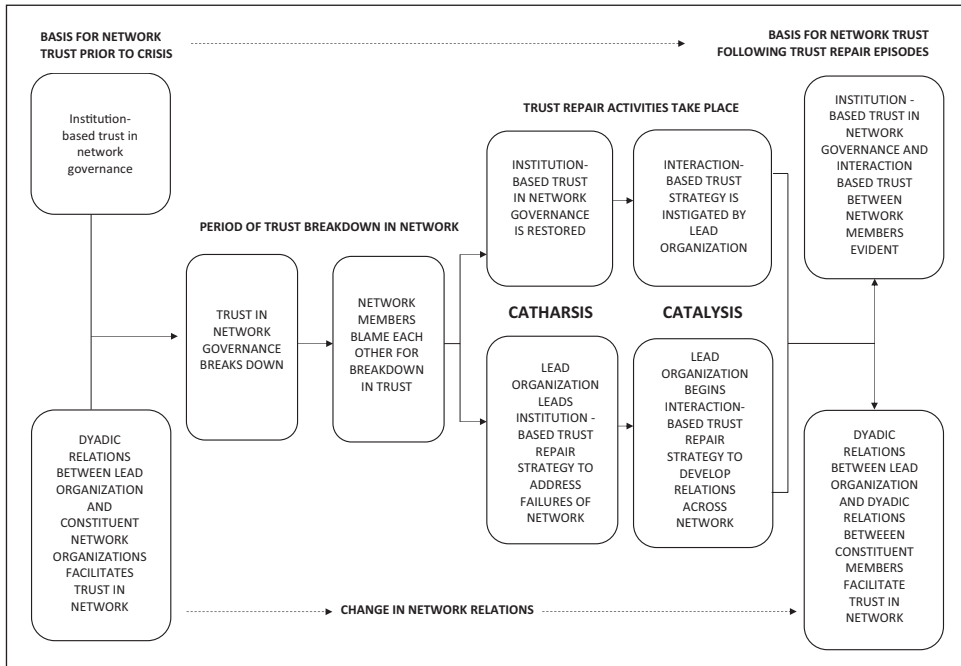 BASIS FOR NETWORK
TRUST PRIOR TO CRISIS
BASIS FOR NETWORK TRUST
FOLLOWING TRUST REPAIR EPISODES
Institution-
based trust in
network
governance
TRUST REPAIR ACTIVITIES TAKE PLACE
INSTITUTION-
BASED TRUST
IN NETWORK
GOVERNANCE
IS RESTORED
INTERACTION-
BASED TRUST
STRATEGY IS
INSTIGATED BY
LEAD
ORGANIZATION
INSTITUTION -
BASED TRUST IN
NETWORK
GOVERNANCE AND
INTERACTION
BASED TRUST
BETWEEN
NETWORK
MEMBERS
EVIDENT
PERIOD OF TRUST BREAKDOWN IN NETWORK
TRUST IN
NETWORK
GOVERNANCE
BREAKS DOWN
NETWORK
MEMBERS
BLAME EACH
OTHER FOR
BREAKDOWN
IN TRUST
CATHARSIS
CATALYSIS
LEAD
ORGANIZATION
LEADS
INSTITUTION -
BASED TRUST
REPAIR
STRATEGY TO
ADDRESS
FAILURES OF
NETWORK
LEAD
ORGANIZATION
BEGINS
INTERACTION-
BASED TRUST
REPAIR
STRATEGY TO
DEVELOP
RELATIONS
ACROSS
NETWORK
DYADIC
RELATIONS
BETWEEN LEAD
ORGANIZATION
AND
CONSTITUENT
NETWORK
ORGANIZATIONS
FACILITATES
TRUST IN
NETWORK
DYADIC
RELATIONS
BETWEEN LEAD
ORGANIZATION
AND DYADIC
RELATIONS
BETWEEEN
CONSTITUENT
MEMBERS
FACILITATE
TRUST IN
NETWORK
CHANGE IN NETWORK RELATIONS